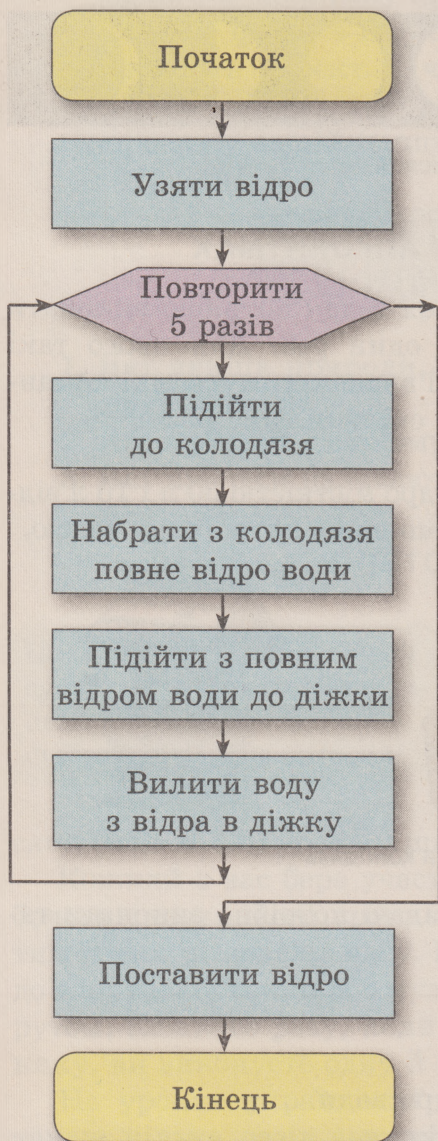 Початок
Узяти відро
Повторити
5 разів
Підійти
до колодязя
Набрати з колодязя
повне відро води
Підійти з повним
відром води до діжки
Вилити воду
з відра в діжку
Поставити відро
Кінець